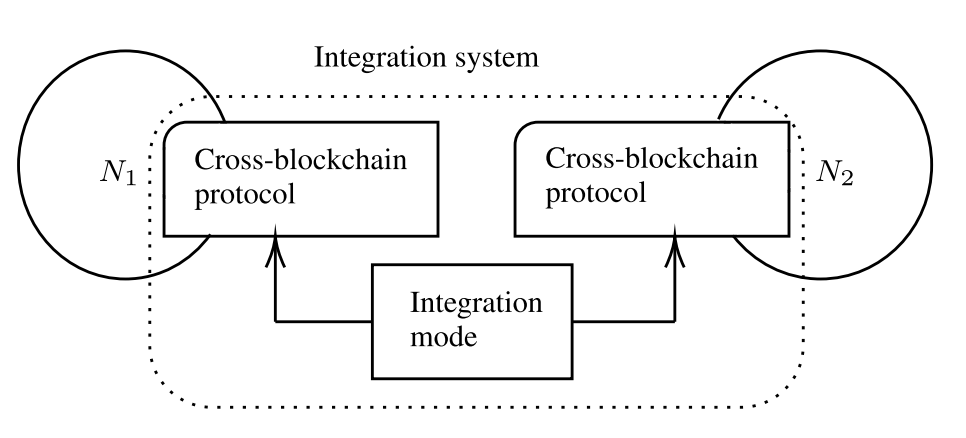 Integration system
N₁
Cross-blockchain
protocol
Cross-blockchain
protocol
N₂
Integration
mode